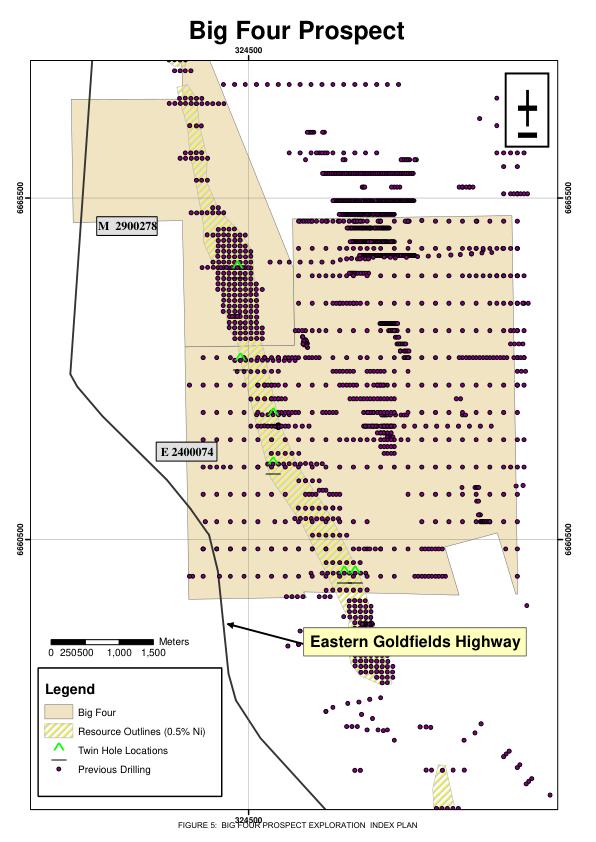 Big Four Prospect
324500
6665500
6665500
M 2900278
E 2400074
6660500
6660500
Meters
0 250500 1,000 1,500
Eastern Goldfields Highway
Legend
Big Four
Resource Outlines (0.5% Ni)
Twin Hole Locations
Previous Drilling
324500
FIGURE 5: BIG FOUR PROSPECT EXPLORATION INDEX PLAN